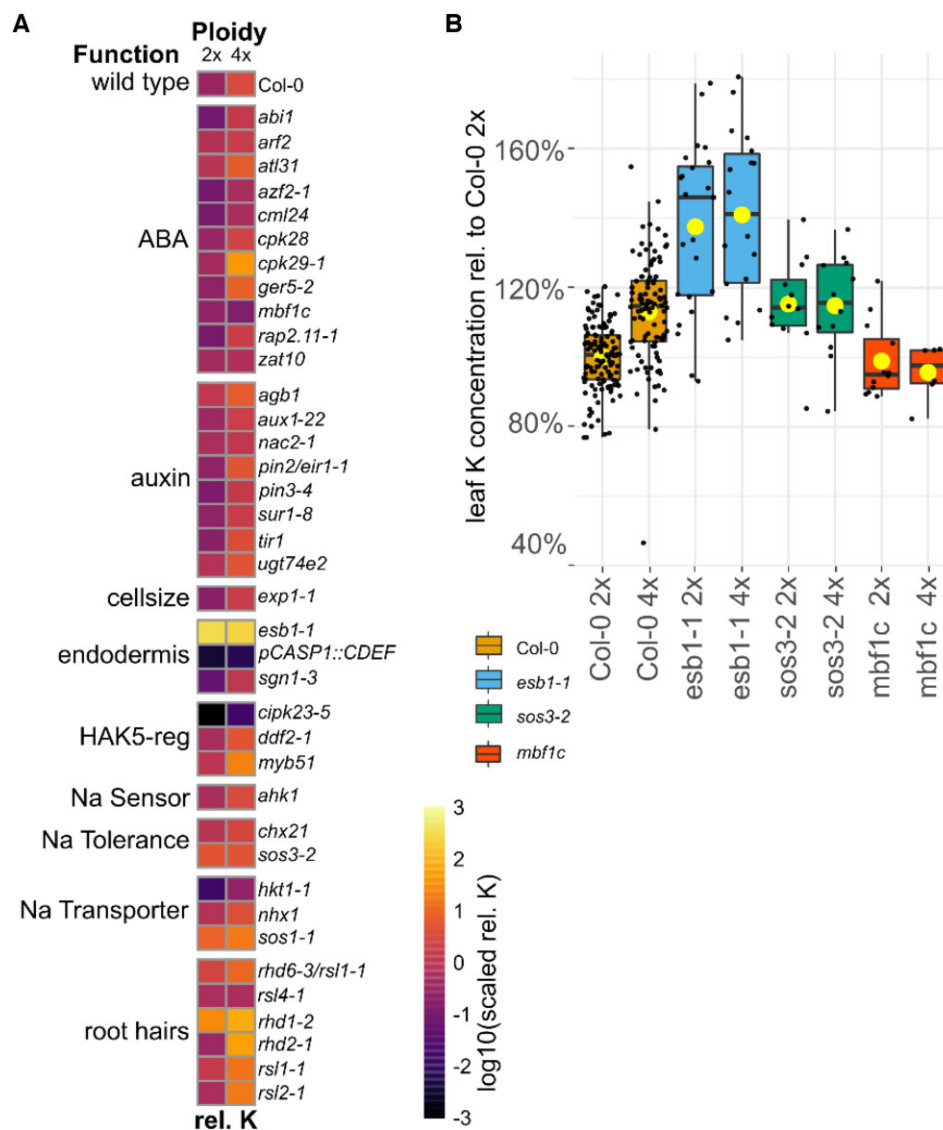 A
Ploidy
Function 2x 4x
wild type Col-0
abi1
arf2
atl31
azf2-1
cml24
ABA cpk28
cpk29-1
ger5-2
mbf1c
rap2.11-1
zat10
agb1
aux1-22
nac2-1
auxin pin2/eir1-1
pin3-4
sur1-8
tir1
ugt74e2
cellsize exp1-1
esb1-1
endodermis pCASP1::CDEF
sgn1-3
cipk23-5
HAK5-reg ddf2-1
myb51
Na Sensor ahk1
Na Tolerance chx21
sos3-2
hkt1-1
Na Transporter nhx1
sos1-1
rhd6-3/rsl1-1
rsl4-1
root hairs rhd1-2
rhd2-1
rsl1-1
rsl2-1
rel. K
3
2
1
0
-1
-2
-3
log10(scaled rel. K)
B
leaf K concentration rel. to Col-0 2x
160%
120%
80%
40%
Col-0 2x
Col-0 4x
esb1-1 2x
esb1-1 4x
sos3-2 2x
sos3-2 4x
mbf1c 2x
mbf1c 4x
Col-0
esb1-1
sos3-2
mbf1c